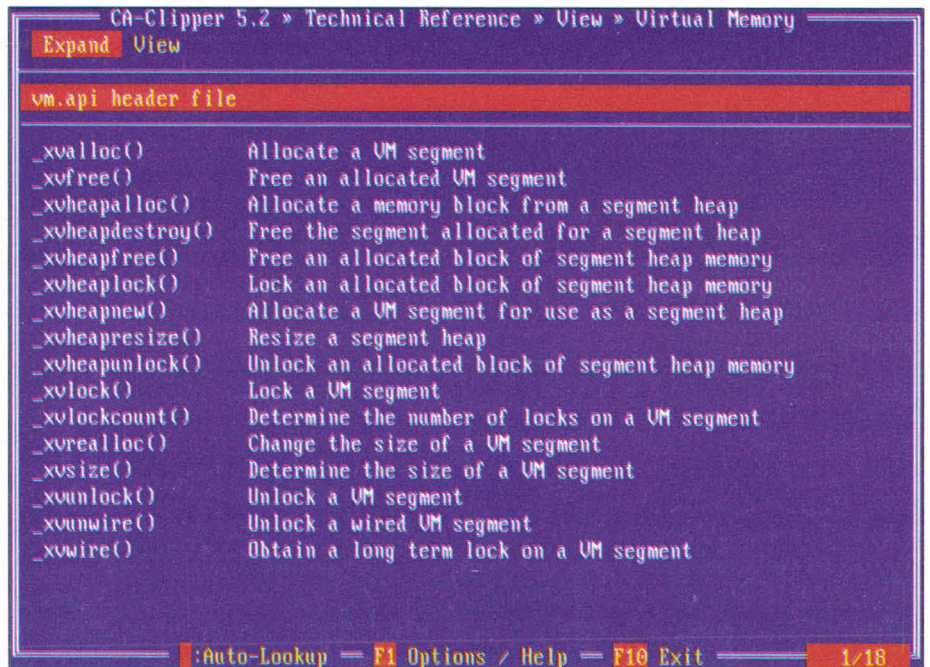 CA-Clipper 5.2 » Technical Reference » View » Virtual Memory
Expand View
vm.api header file
_xvalloc() Allocate a VM segment
_xvfree() Free an allocated VM segment
_xvheapalloc() Allocate a memory block from a segment heap
_xvheapdestroy() Free the segment allocated for a segment heap
_xvheapfree() Free an allocated block of segment heap memory
_xvheaplock() Lock an allocated block of segment heap memory
_xvheapnew() Allocate a VM segment for use as a segment heap
_xvheapresize() Resize a segment heap
_xvheapunlock() Unlock an allocated block of segment heap memory
_xvlock() Lock a VM segment
_xvlockcount() Determine the number of locks on a VM segment
_xvrealloc() Change the size of a VM segment
_xvsize() Determine the size of a VM segment
_xvunlock() Unlock a VM segment
_xvunwire() Unlock a wired VM segment
_xvwire() Obtain a long term lock on a VM segment
:Auto-Lookup F1 Options / Help F10 Exit 1/18